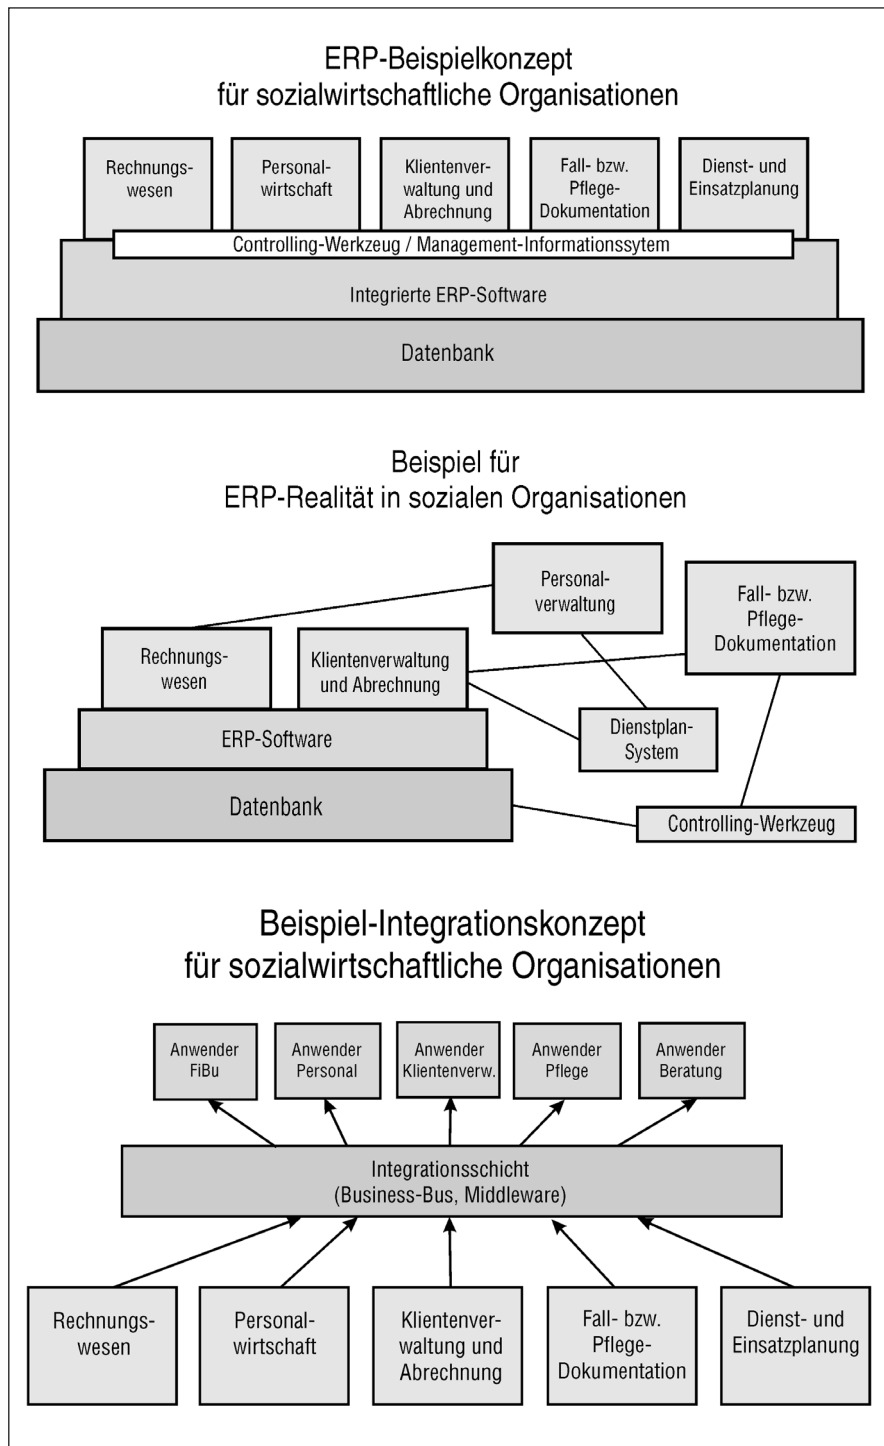 ERP-Beispielkonzept
für sozialwirtschaftliche Organisationen
Rechnungs-
wesen
Personal-
wirtschaft
Klientenver-
waltung und
Abrechnung
Fall- bzw.
Pflege-
Dokumentation
Dienst- und
Einsatzplanung
Controlling-Werkzeug / Management-Informationssytem
Integrierte ERP-Software
Datenbank
Beispiel für
ERP-Realität in sozialen Organisationen
Personal-
verwaltung
Fall- bzw.
Pflege-
Dokumentation
Rechnungs-
wesen
Klientenverwaltung
und Abrechnung
Dienstplan-
System
ERP-Software
Datenbank
Controlling-Werkzeug
Beispiel-Integrationskonzept
für sozialwirtschaftliche Organisationen
Anwender
FiBu
Anwender
Personal
Anwender
Klientenverw.
Anwender
Pflege
Anwender
Beratung
Integrationsschicht
(Business-Bus, Middleware)
Rechnungs-
wesen
Personal-
wirtschaft
Klientenver-
waltung und
Abrechnung
Fall- bzw.
Pflege-
Dokumentation
Dienst- und
Einsatzplanung